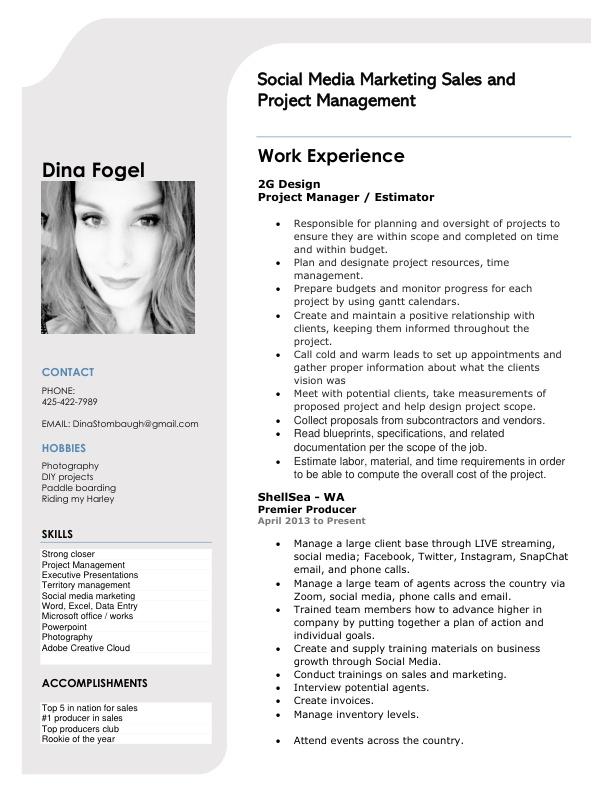 Social Media Marketing Sales and
Project Management
Dina Fogel
CONTACT
PHONE:
425-422-7989
EMAIL: DinaStombaugh@gmail.com
HOBBIES
Photography
DIY projects
Paddle boarding
Riding my Harley
SKILLS
Strong closer
Project Management
Executive Presentations
Territory management
Social media marketing
Word, Excel, Data Entry
Microsoft office / works
Powerpoint
Photography
Adobe Creative Cloud
ACCOMPLISHMENTS
Top 5 in nation for sales
#1 producer in sales
Top producers club
Rookie of the year
Work Experience
2G Design
Project Manager / Estimator
• Responsible for planning and oversight of projects to
ensure they are within scope and completed on time
and within budget.
• Plan and designate project resources, time
management.
• Prepare budgets and monitor progress for each
project by using gantt calendars.
• Create and maintain a positive relationship with
clients, keeping them informed throughout the
project.
• Call cold and warm leads to set up appointments and
gather proper information about what the clients
vision was
• Meet with potential clients, take measurements of
proposed project and help design project scope.
• Collect proposals from subcontractors and vendors.
• Read blueprints, specifications, and related
documentation per the scope of the job.
• Estimate labor, material, and time requirements in order
to be able to compute the overall cost of the project.
ShellSea - WA
Premier Producer
April 2013 to Present
• Manage a large client base through LIVE streaming,
social media; Facebook, Twitter, Instagram, SnapChat
email, and phone calls.
• Manage a large team of agents across the country via
Zoom, social media, phone calls and email.
• Trained team members how to advance higher in
company by putting together a plan of action and
individual goals.
• Create and supply training materials on business
growth through Social Media.
• Conduct trainings on sales and marketing.
• Interview potential agents.
• Create invoices.
• Manage inventory levels.
• Attend events across the country.